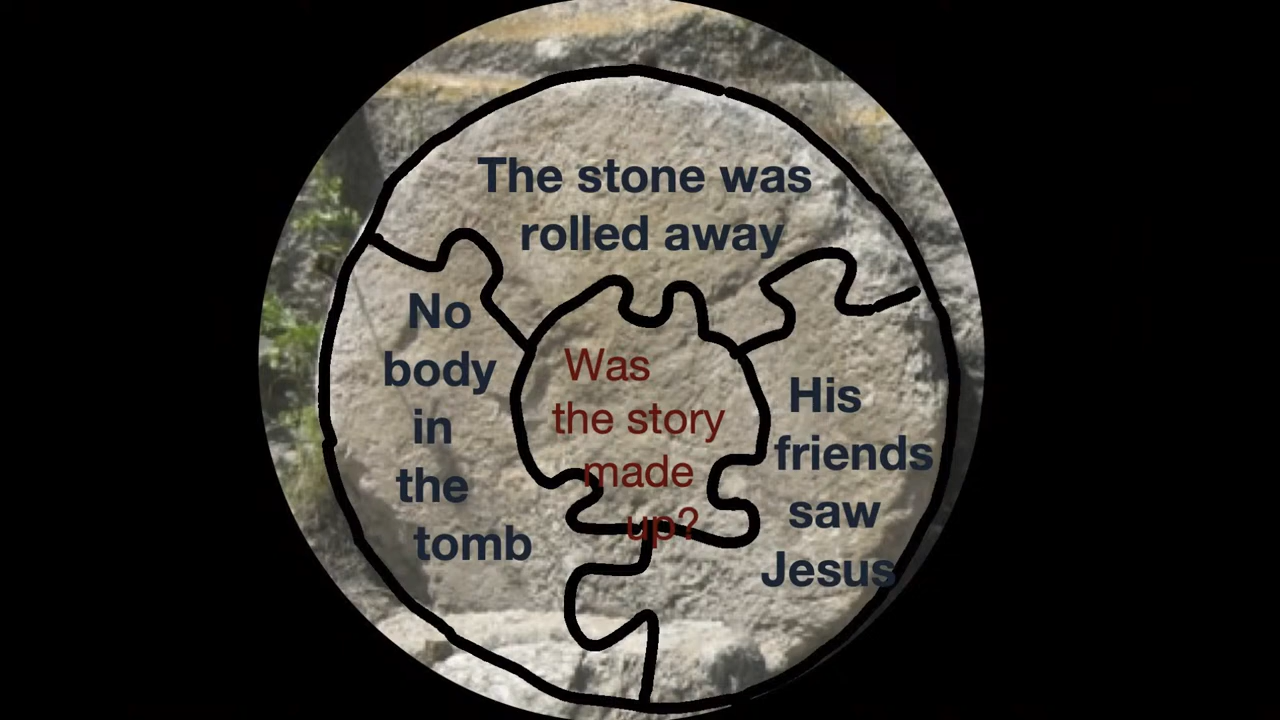 The stone was
rolled away
No
body
in
the
tomb
Was
the story
made
up?
His
friends
saw
Jesus